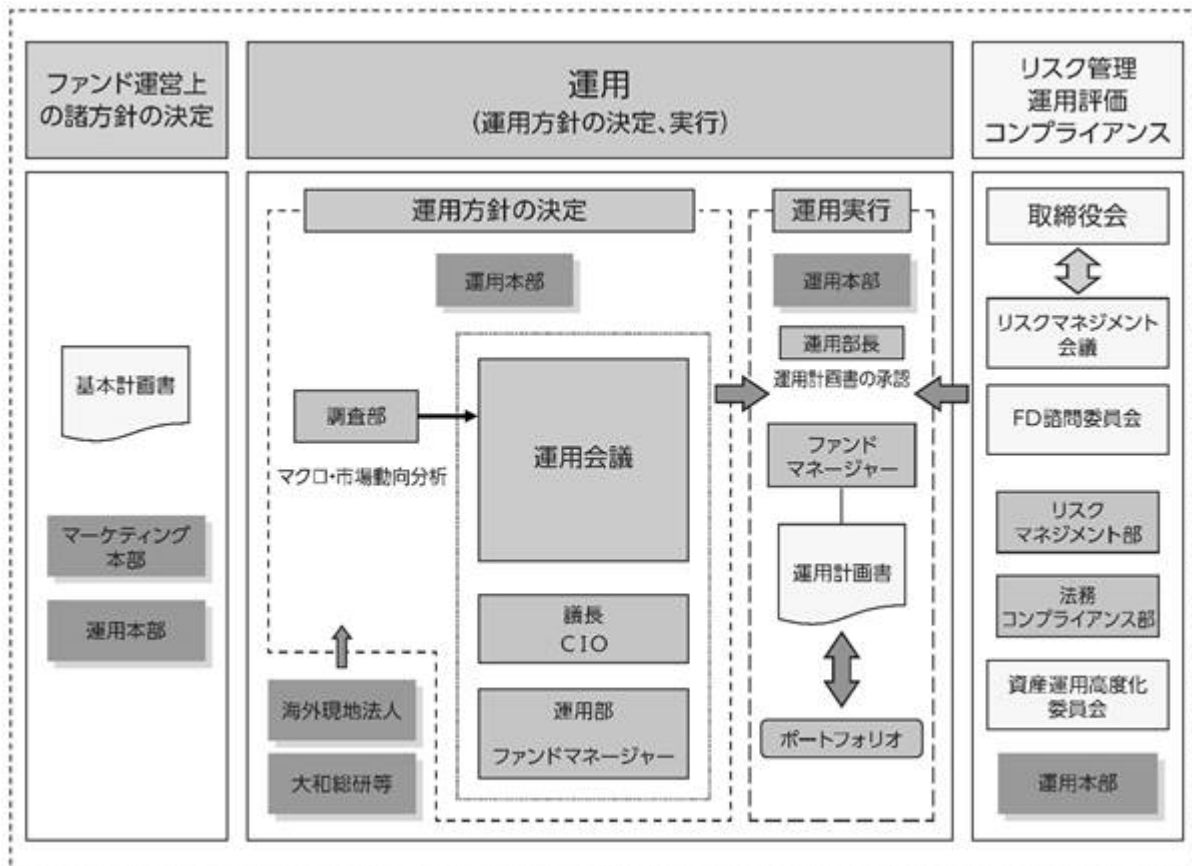 ファンド運営上
の諸方針の決定
運用
(運用方針の決定、実行)
リスク管理
運用評価
コンプライアンス
基本計画書
マーケティング
本部
運用本部
運用方針の決定
運用本部
調査部
マクロ・市場動向分析
運用会議
議長
CIO
運用部
ファンドマネージャー
海外現地法人
大和総研等
運用実行
運用本部
運用部長
運用計画書の承認
ファンド
マネージャー
運用計画書
ポートフォリオ
取締役会
リスクマネジメント
会議
FD諮問委員会
リスク
マネジメント部
法務
コンプライアンス部
資産運用高度化
委員会
運用本部